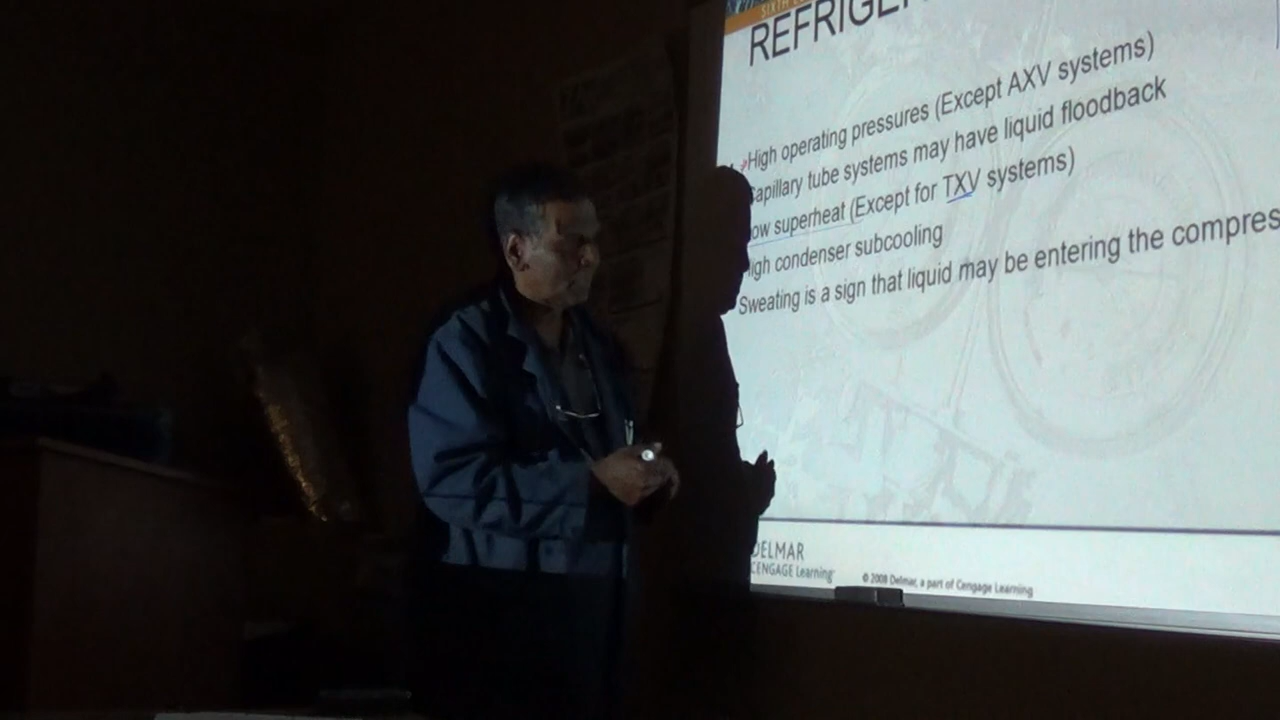 SIXTH
REFRIGE
High operating pressures (Except AXV systems)
apillary tube systems may have liquid floodback
ow superheat (Except for TXV systems)
igh condenser subcooling
Sweating is a sign that liquid may be entering the compres
DELMAR
CENGAGE Learning
© 2008 Delmar, a part of Cengage Learning